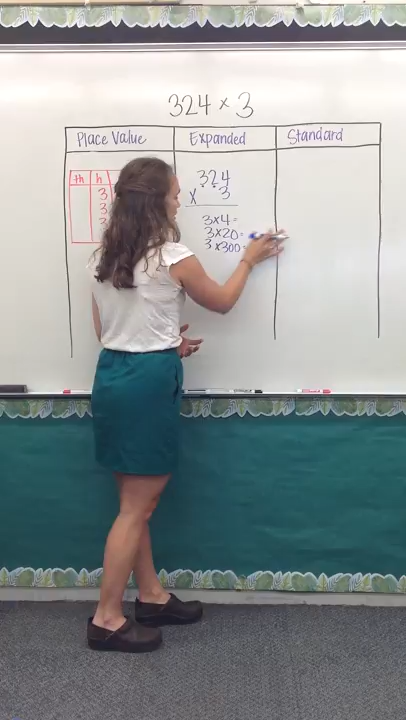 324 × 3
Place Value
Expanded
Standard
th h
3
3
3
324
× 3
3×4=
3×20=
3×300=